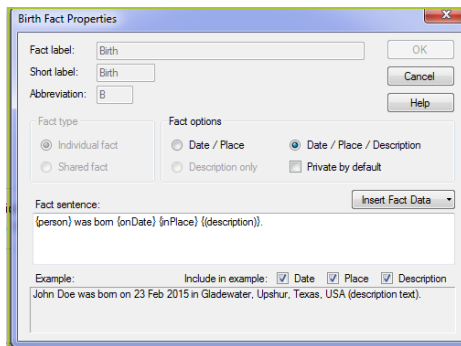 Birth Fact Properties
Fact label: Birth OK
Short label: Birth Cancel
Abbreviation: B Help
Fact type Fact options
Individual fact Date / Place Date / Place / Description
Shared fact Description only Private by default
Fact sentence: Insert Fact Data
{person} was born {onDate} {inPlace} {(description)}.
Example: Include in example: Date Place Description
John Doe was born on 23 Feb 2015 in Gladewater, Upshur, Texas, USA (description text).